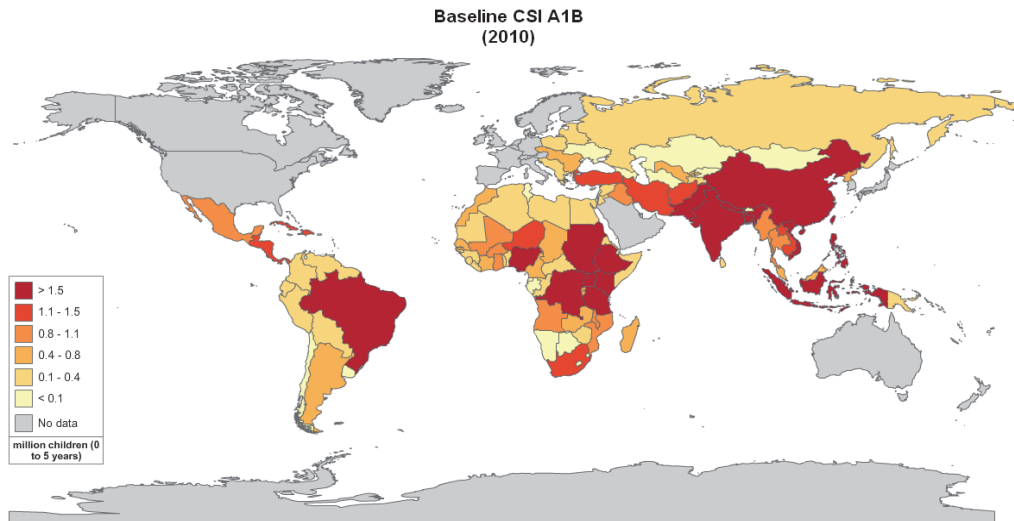 Baseline CSI A1B
(2010)
> 1.5
1.1 - 1.5
0.8 - 1.1
0.4 - 0.8
0.1 - 0.4
< 0.1
No data
million children (0
to 5 years)